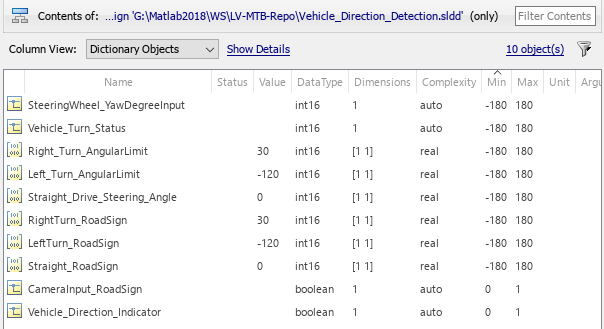 Contents of: ...ign 'G:\Matlab2018\WS\LV-MTB-Repo\Vehicle_Direction_Detection.sldd' (only) Filter Contents
Column View: Dictionary Objects Show Details 10 object(s)
Name Status Value DataType Dimensions Complexity Min Max Unit Argu
SteeringWheel_YawDegreeInput int16 1 auto -180 180
Vehicle_Turn_Status int16 1 auto -180 180
Right_Turn_AngularLimit 30 int16 [1 1] real -180 180
Left_Turn_AngularLimit -120 int16 [1 1] real -180 180
Straight_Drive_Steering_Angle 0 int16 [1 1] real -180 180
RightTurn_RoadSign 30 int16 [1 1] real -180 180
LeftTurn_RoadSign -120 int16 [1 1] real -180 180
Straight_RoadSign 0 int16 [1 1] real -180 180
CameraInput_RoadSign boolean 1 auto 0 1
Vehicle_Direction_Indicator boolean 1 auto 0 1